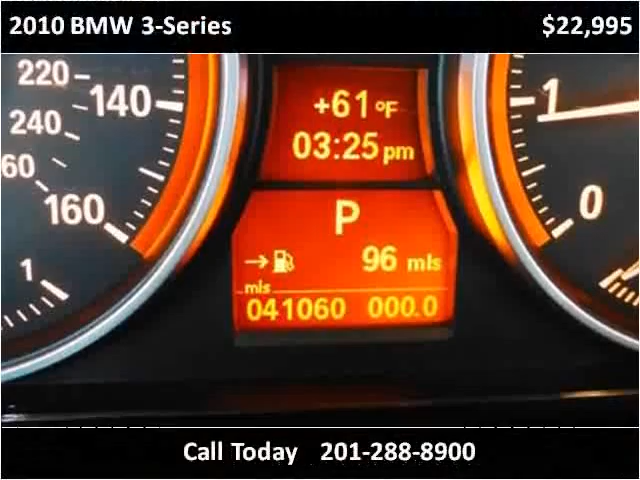 2010 BMW 3-Series $22,995
220 140 +61°F 1
240 03:25 pm
60 160 P 0
1 → 96 mls
mls
041060 000.0
Call Today 201-288-8900